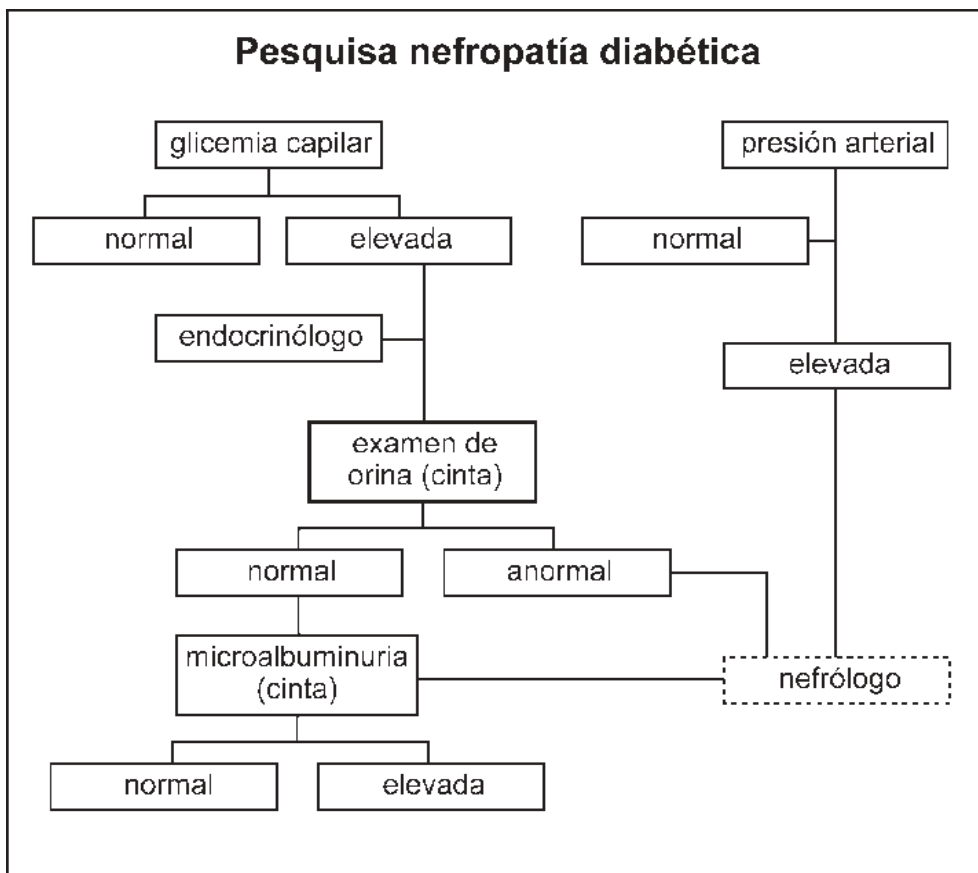 Pesquisa nefropatía diabética
glicemia capilar
presión arterial
normal
elevada
normal
endocrinólogo
elevada
examen de
orina (cinta)
normal
anormal
microalbuminuria
(cinta)
nefrólogo
normal
elevada